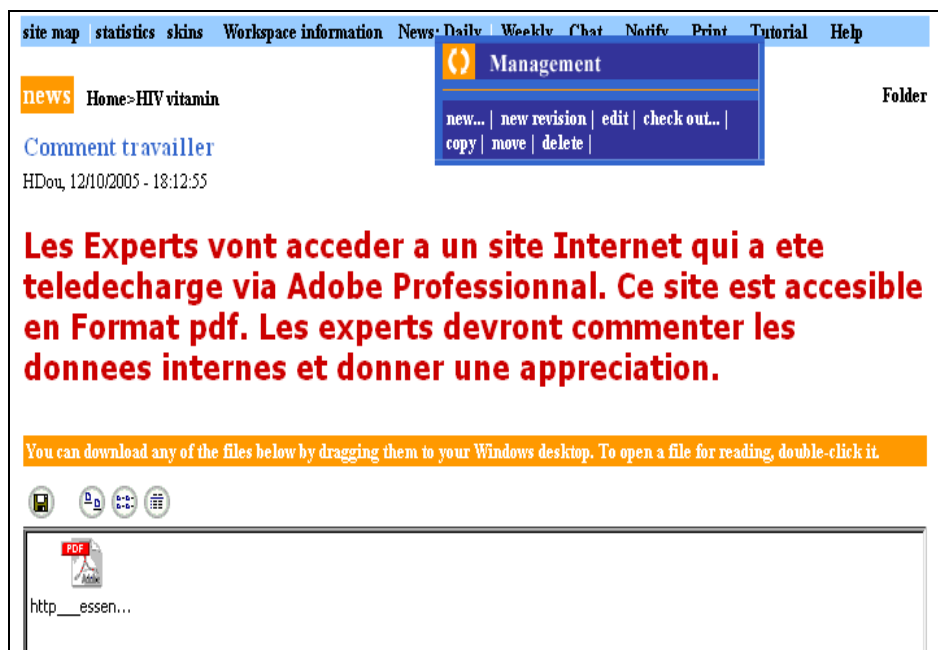 site map | statistics skins Workspace information News: Daily | Weekly Chat Notify Print Tutorial Help
Management
news Home>HIV vitamin Folder
new... | new revision | edit | check out... |
copy | move | delete |
Comment travailler
HDou, 12/10/2005 - 18:12:55
Les Experts vont acceder a un site Internet qui a ete
teledecharge via Adobe Professionnal. Ce site est accesible
en Format pdf. Les experts devront commenter les
donnees internes et donner une appreciation.
You can download any of the files below by dragging them to your Windows desktop. To open a file for reading, double-click it.
PDF
Adobe
http___essen...